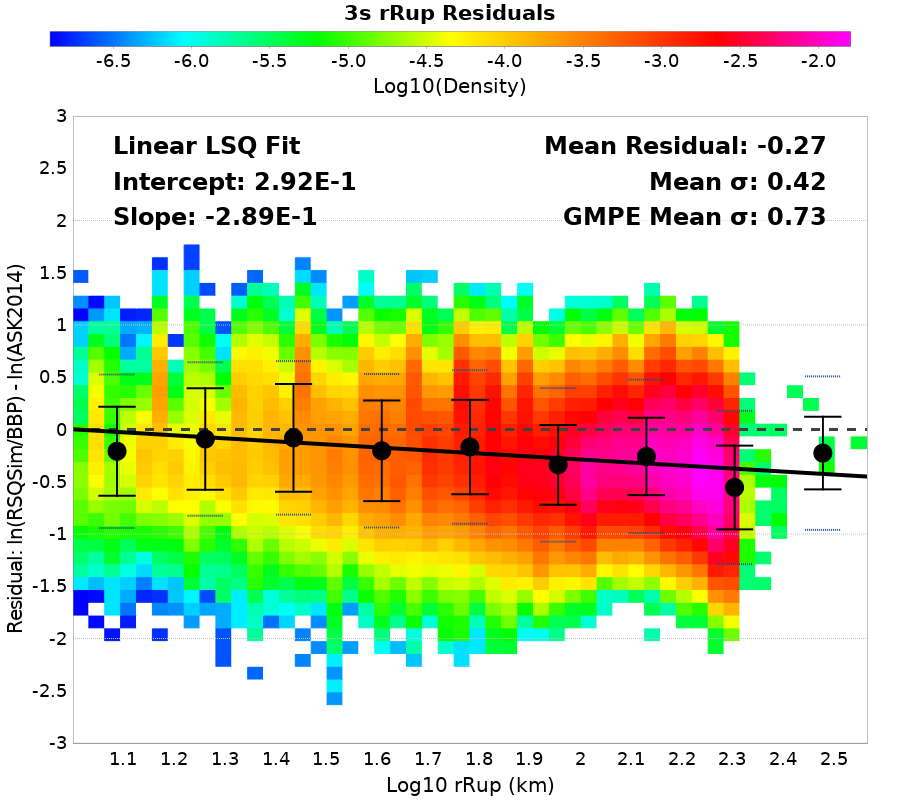 3s rRup Residuals
-6.5 -6.0 -5.5 -5.0 -4.5 -4.0 -3.5 -3.0 -2.5 -2.0
Log10(Density)
Linear LSQ Fit
Intercept: 2.92E-1
Slope: -2.89E-1
Mean Residual: -0.27
Mean σ: 0.42
GMPE Mean σ: 0.73
Residual: ln(RSQSim/BBP) - ln(ASK2014)
3
2.5
2
1.5
1
0.5
0
-0.5
-1
-1.5
-2
-2.5
-3
1.1 1.2 1.3 1.4 1.5 1.6 1.7 1.8 1.9 2 2.1 2.2 2.3 2.4 2.5
Log10 rRup (km)